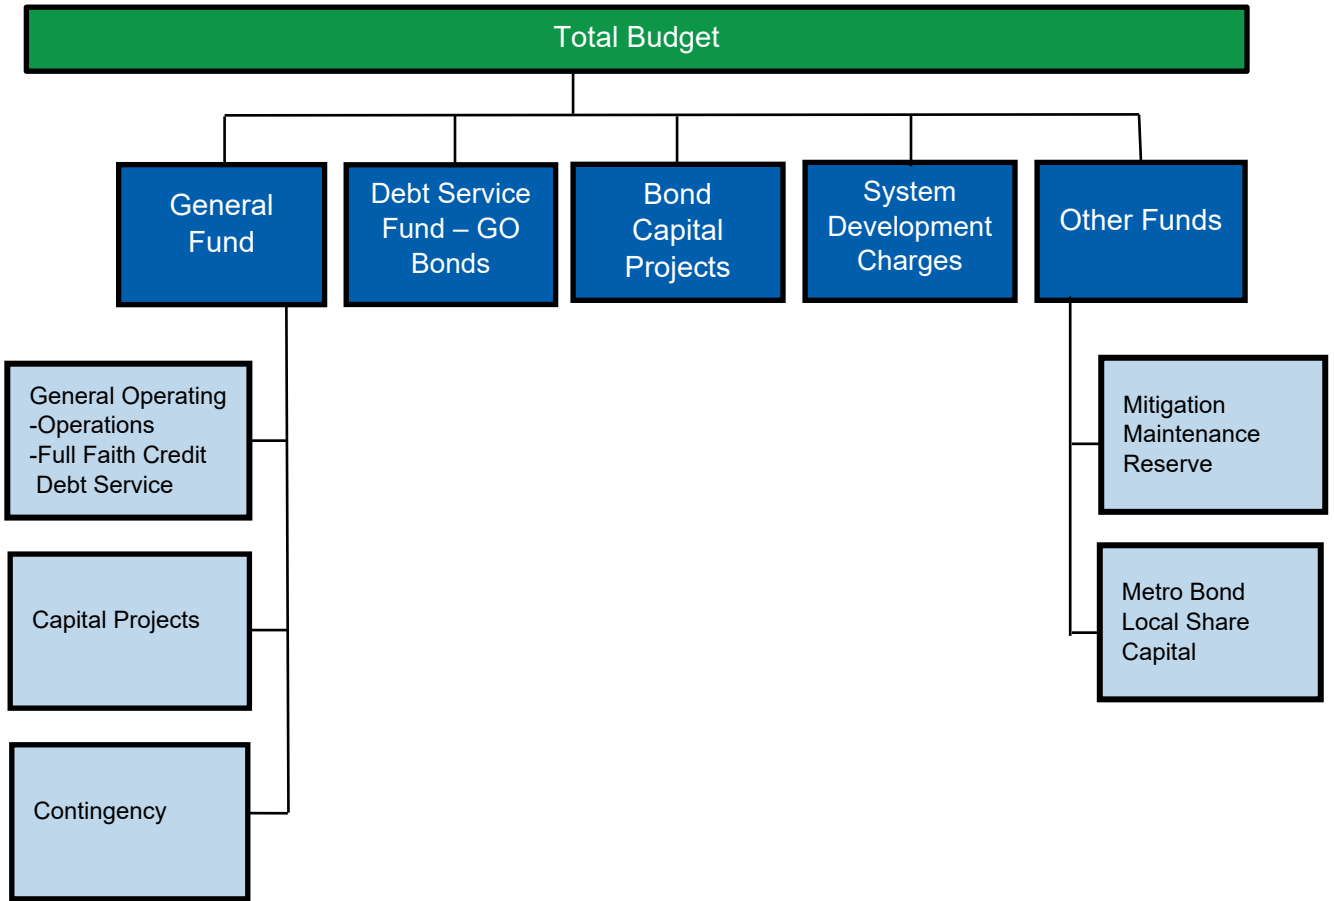 Total Budget
General
Fund
Debt Service
Fund – GO
Bonds
Bond
Capital
Projects
System
Development
Charges
Other Funds
General Operating
-Operations
-Full Faith Credit
Debt Service
Capital Projects
Contingency
Mitigation
Maintenance
Reserve
Metro Bond
Local Share
Capital